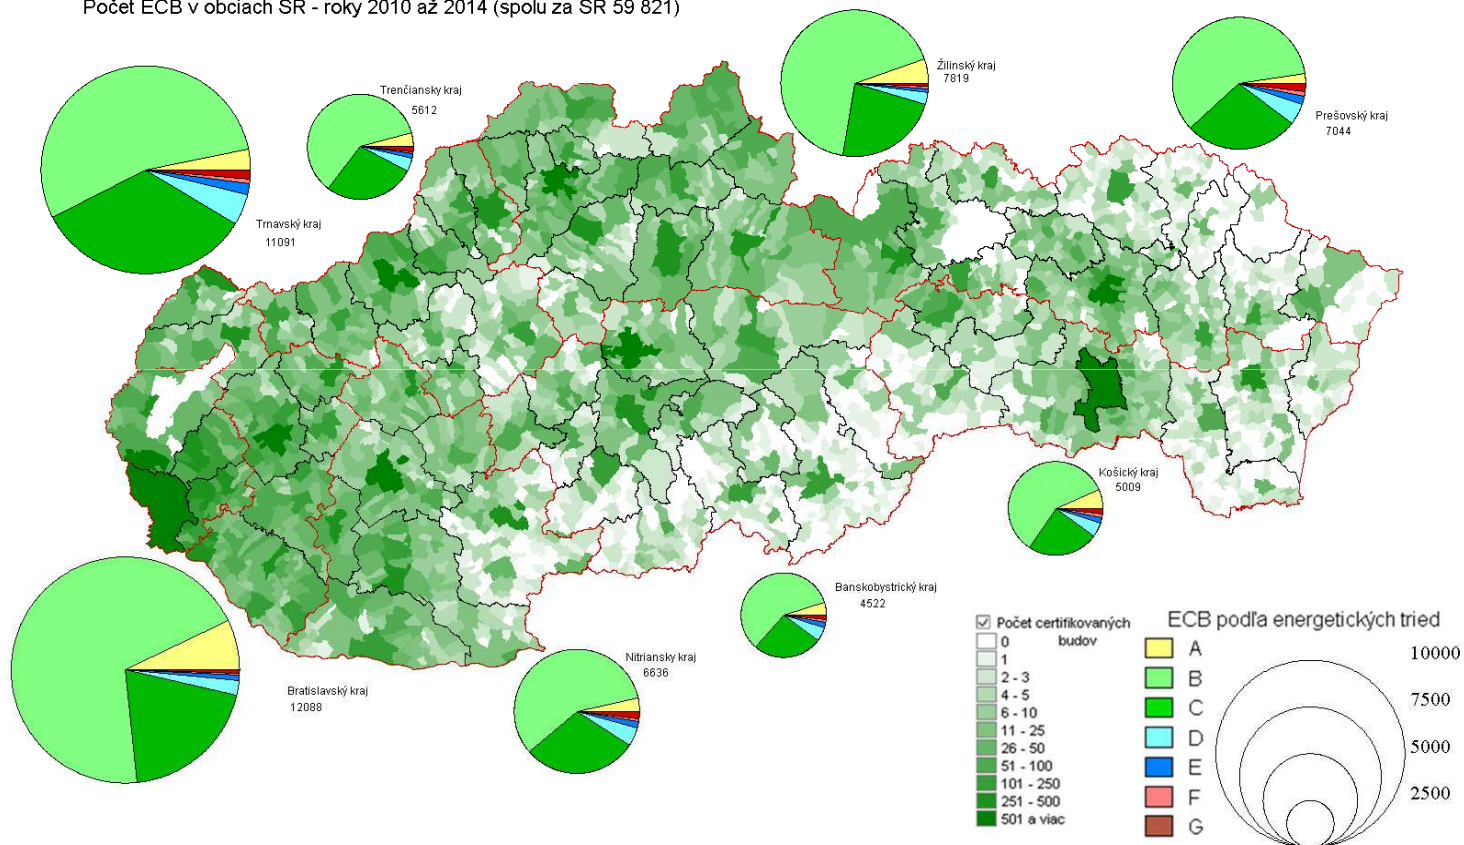 Počet ECB v obciach SR - roky 2010 až 2014 (spolu za SR 59 821)
Trenčiansky kraj
5612
Žilinský kraj
7819
Prešovský kraj
7044
Trnavský kraj
11091
Košický kraj
5009
Banskobystrický kraj
4522
Nitriansky kraj
6636
Bratislavský kraj
12088
Počet certifikovaných
budov
0
1
2 - 3
4 - 5
6 - 10
11 - 25
26 - 50
51 - 100
101 - 250
251 - 500
501 a viac
ECB podľa energetických tried
A
B
C
D
E
F
G
10000
7500
5000
2500